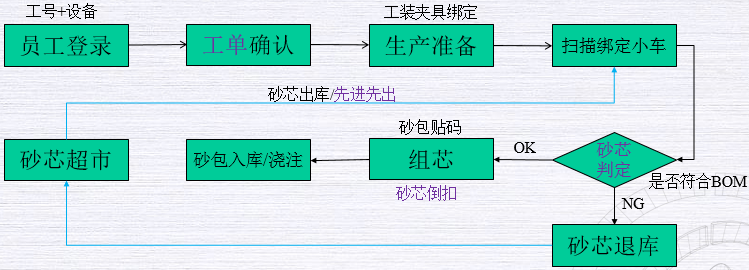 工号+设备
工装夹具绑定
员工登录
工单确认
生产准备
扫描绑定小车
砂芯出库/先进先出
砂包贴码
砂芯超市
砂包入库/浇注
组芯
OK
砂芯
判定
是否符合BOM
砂芯倒扣
NG
砂芯退库